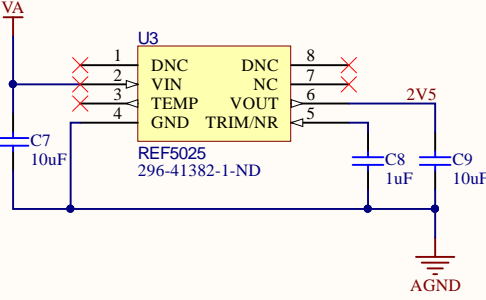 VA
U3
1 DNC DNC 8
2 VIN NC 7
3 TEMP VOUT 6 2V5
4 GND TRIM/NR 5
C7
10uF
REF5025
296-41382-1-ND
C8
1uF
C9
10uF
AGND